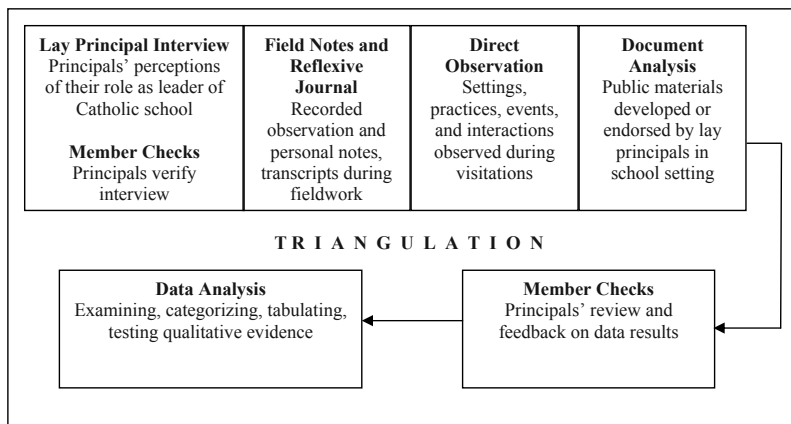 Lay Principal Interview
Principals’ perceptions
of their role as leader of
Catholic school
Member Checks
Principals verify
interview
Field Notes and
Reflexive
Journal
Recorded
observation and
personal notes,
transcripts during
fieldwork
Direct
Observation
Settings,
practices, events,
and interactions
observed during
visitations
Document
Analysis
Public materials
developed or
endorsed by lay
principals in
school setting
TRIANGULATION
Data Analysis
Examining, categorizing, tabulating,
testing qualitative evidence
Member Checks
Principals’ review and
feedback on data results